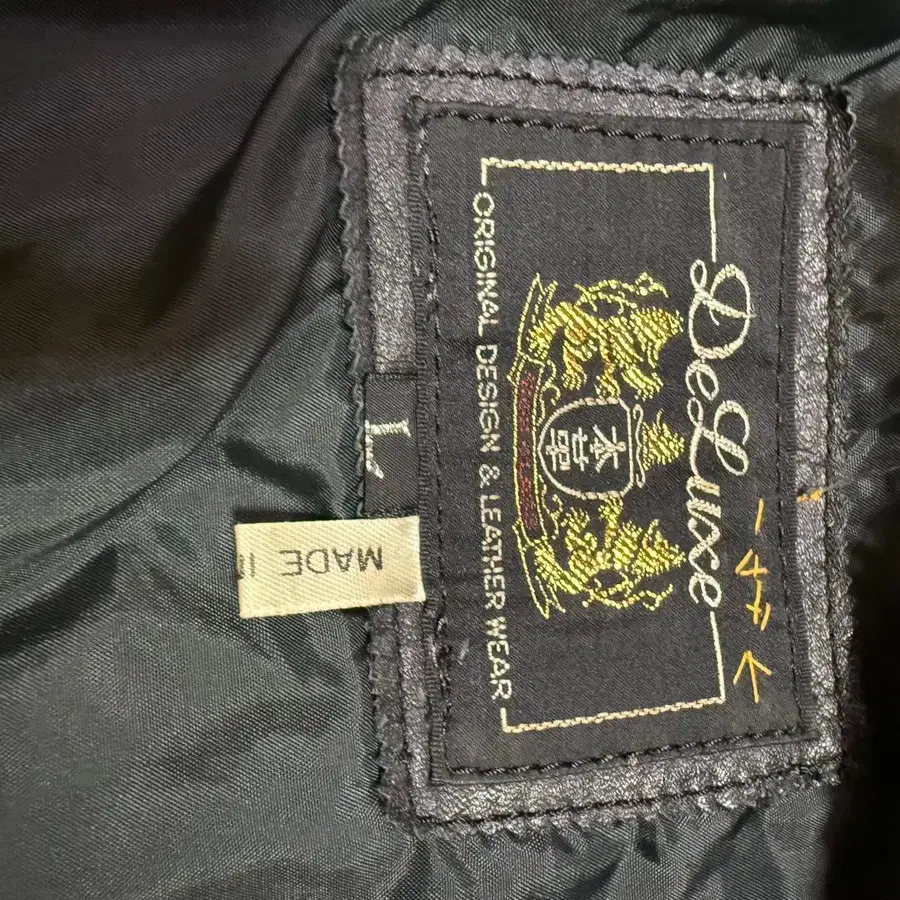 DeLuxe
本革
ORIGINAL DESIGN & LEATHER WEAR
L
MADE I